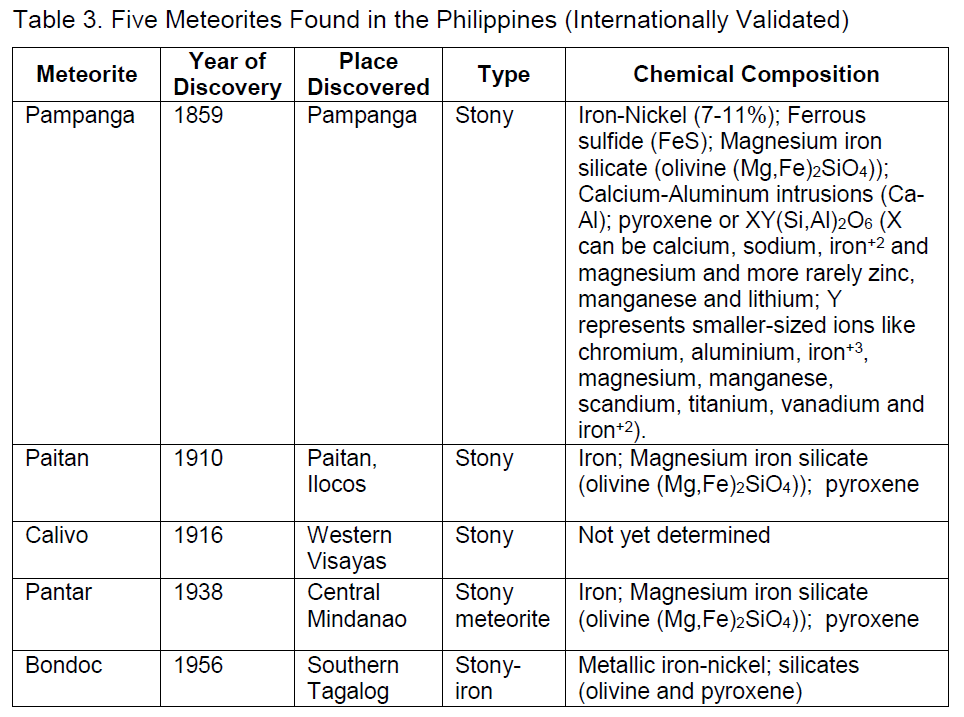 Table 3. Five Meteorites Found in the Philippines (Internationally Validated)
Meteorite
Year of
Discovery
Place
Discovered
Type
Chemical Composition
Pampanga
1859
Pampanga
Stony
Iron-Nickel (7-11%); Ferrous
sulfide (FeS); Magnesium iron
silicate (olivine (Mg,Fe)₂SiO₄));
Calcium-Aluminum intrusions (Ca-
Al); pyroxene or XY(Si,Al)₂O₆ (X
can be calcium, sodium, iron⁺² and
magnesium and more rarely zinc,
manganese and lithium; Y
represents smaller-sized ions like
chromium, aluminium, iron⁺³,
magnesium, manganese,
scandium, titanium, vanadium and
iron⁺²).
Paitan
1910
Paitan,
Ilocos
Stony
Iron; Magnesium iron silicate
(olivine (Mg,Fe)₂SiO₄)); pyroxene
Calivo
1916
Western
Visayas
Stony
Not yet determined
Pantar
1938
Central
Mindanao
Stony
meteorite
Iron; Magnesium iron silicate
(olivine (Mg,Fe)₂SiO₄)); pyroxene
Bondoc
1956
Southern
Tagalog
Stony-
iron
Metallic iron-nickel; silicates
(olivine and pyroxene)